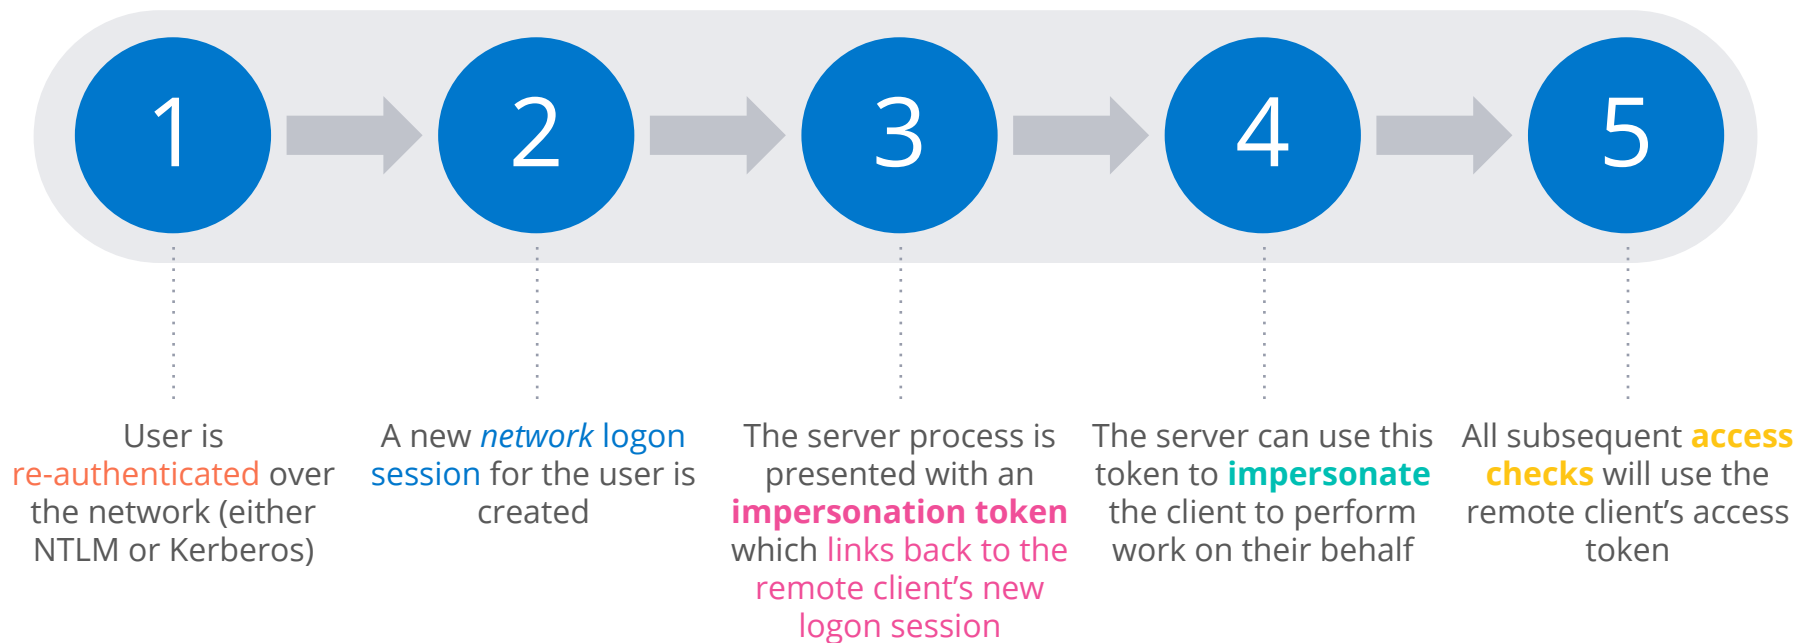 1
2
3
4
5
User is
re-authenticated over
the network (either
NTLM or Kerberos)
A new network logon
session for the user is
created
The server process is
presented with an
impersonation token
which links back to the
remote client’s new
logon session
The server can use this
token to impersonate
the client to perform
work on their behalf
All subsequent access
checks will use the
remote client’s access
token